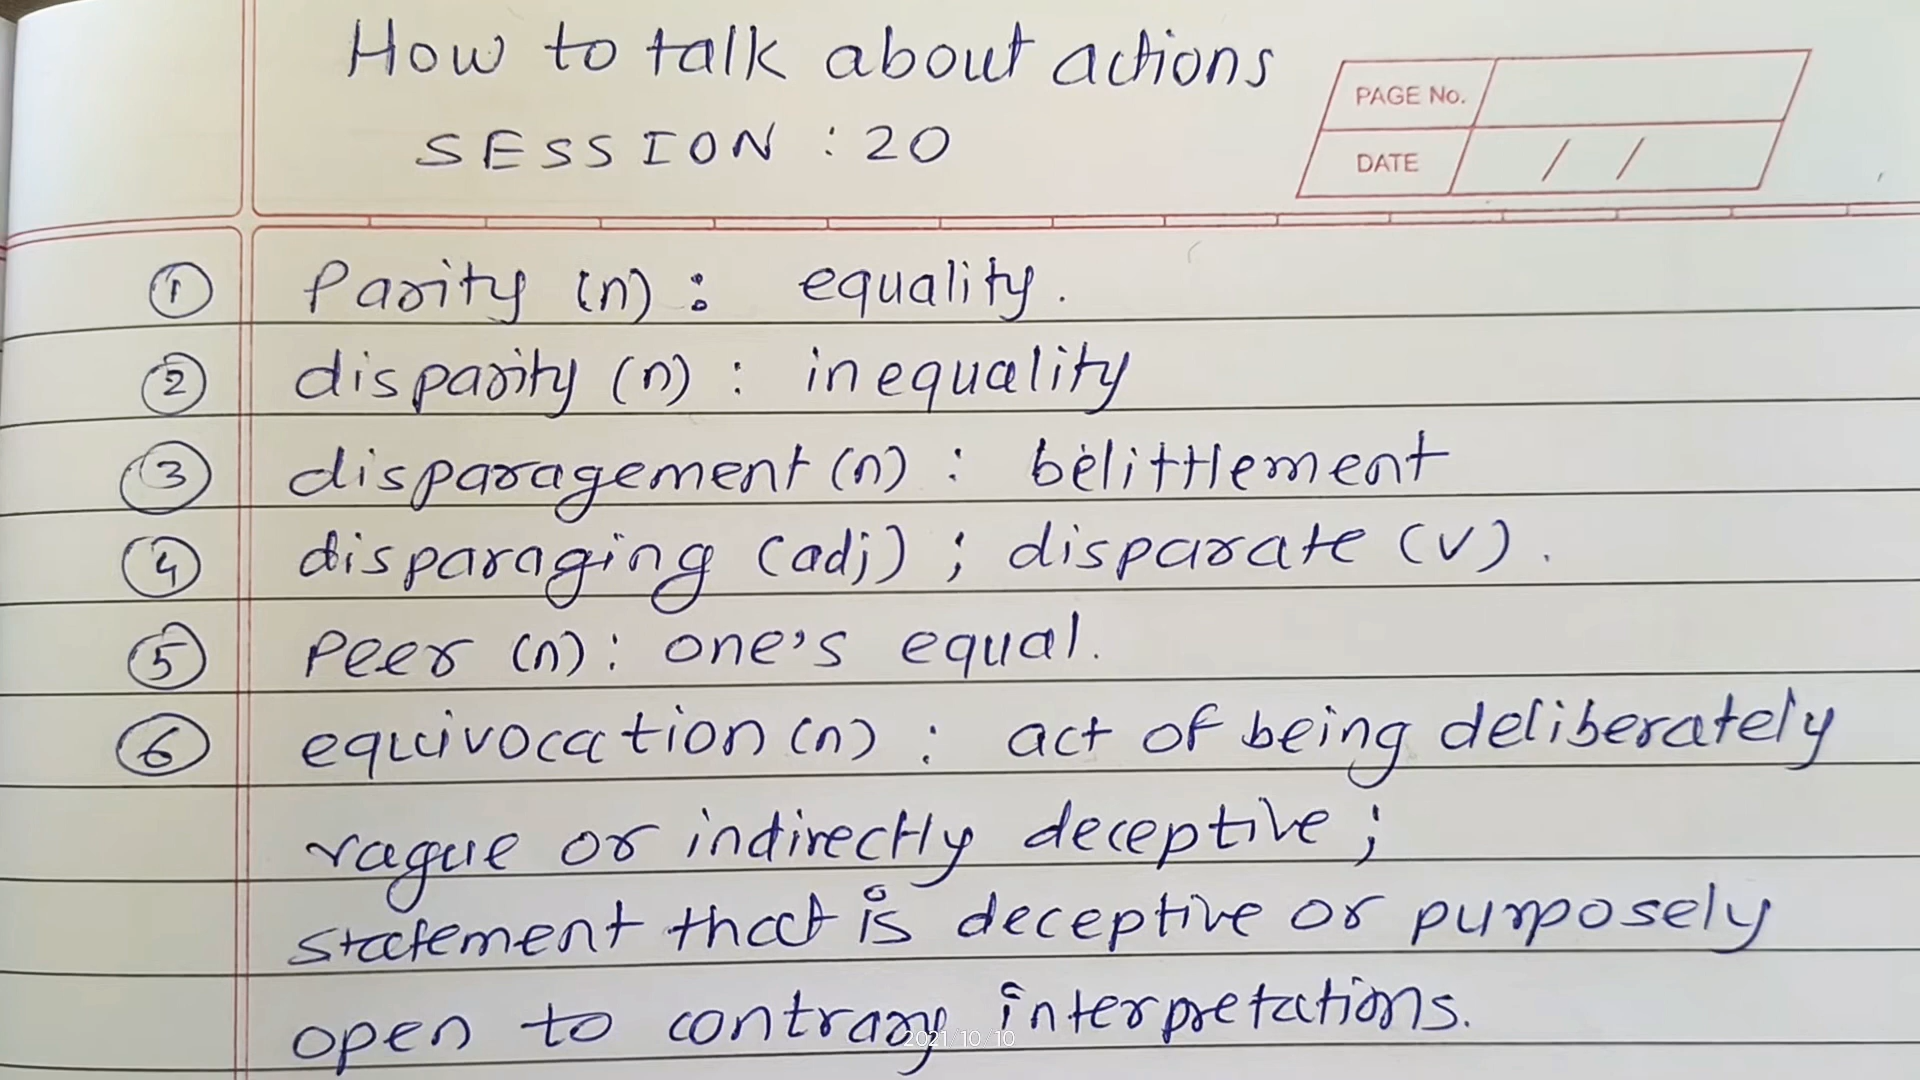 How to talk about actions
SESSION : 20
PAGE No.
DATE / /
1 Parity (n) : equality.
2 disparity (n) : inequality
3 disparagement (n) : belittlement
4 disparaging (adj) ; disparate (v).
5 Peer (n) : one's equal.
6 equivocation (n) : act of being deliberately
vague or indirectly deceptive ;
statement that is deceptive or purposely
open to contrary interpretations.
2021/10/10